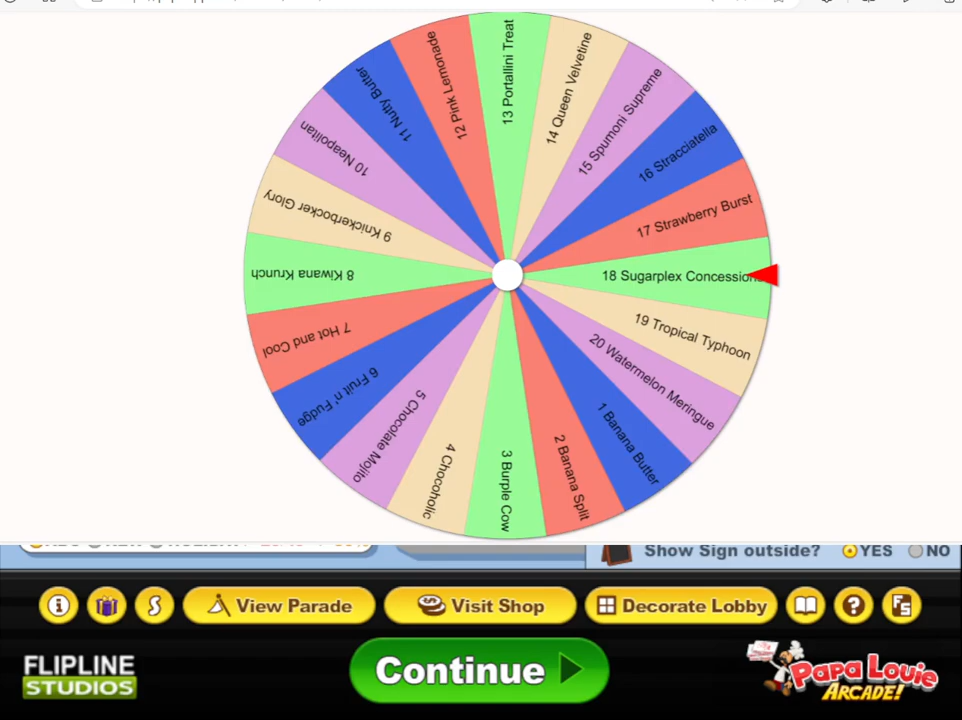 13 Portallini Treat
14 Queen Velvetine
15 Spumoni Supreme
16 Stracciatella
17 Strawberry Burst
18 Sugarplex Concession
19 Tropical Typhoon
20 Watermelon Meringue
1 Banana Butter
2 Banana Split
3 Burple Cow
4 Chocoholic
5 Chocolate Mojito
6 Fruit n' Fudge
7 Hot and Cool
8 Kiwana Krunch
9 Knickerbocker Glory
10 Neapolitan
11 Nutty Butter
12 Pink Lemonade
Show Sign outside? YES NO
View Parade
Visit Shop
Decorate Lobby
FLIPLINE
STUDIOS
Continue
Papa Louie
ARCADE!